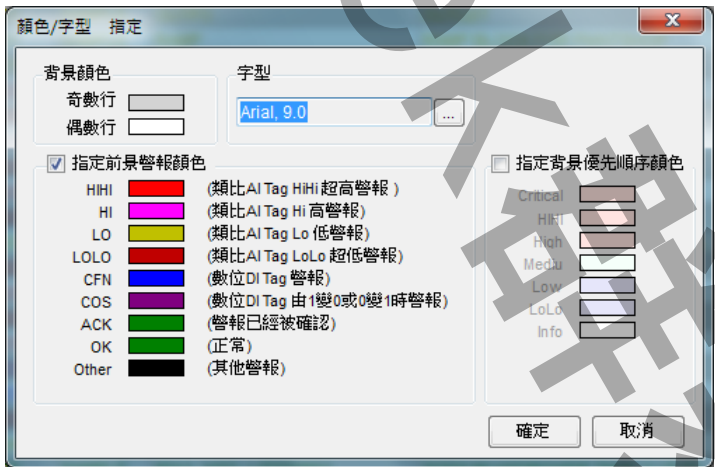 顏色/字型 指定
背景顏色
奇數行
偶數行
字型
Arial, 9.0
...
指定前景警報顏色
HIHI (類比AI Tag HiHi 超高警報 )
HI (類比AI Tag Hi 高警報)
LO (類比AI Tag Lo 低警報)
LOLO (類比AI Tag LoLo 超低警報)
CFN (數位DI Tag 警報)
COS (數位DI Tag 由1變0或0變1時警報)
ACK (警報已經被確認)
OK (正常)
Other (其他警報)
指定背景優先順序顏色
Critical
HIHI
High
Mediu
Low
LoLo
Info
確定
取消